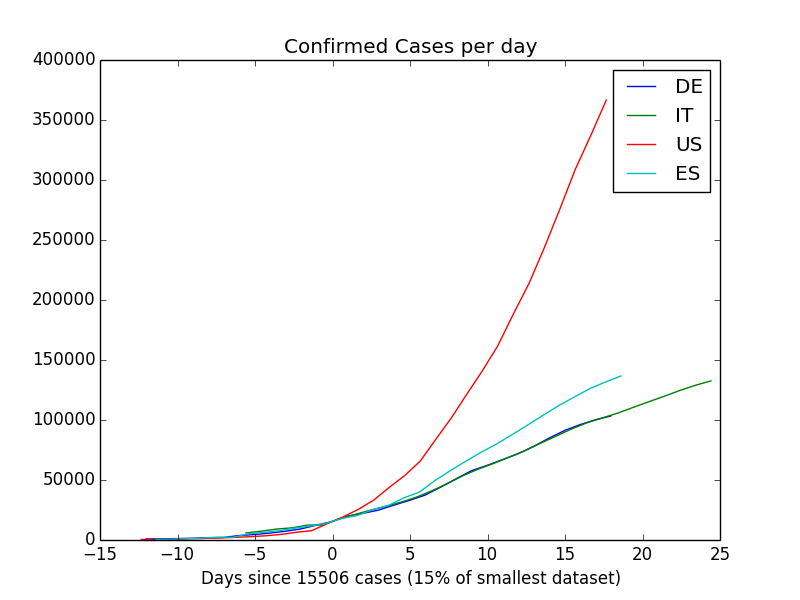 Confirmed Cases per day
400000
350000
300000
250000
200000
150000
100000
50000
0
DE
IT
US
ES
−15 −10 −5 0 5 10 15 20 25
Days since 15506 cases (15% of smallest dataset)